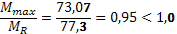 M_max / M_R = 73,07 / 77,3 = 0,95 < 1,0